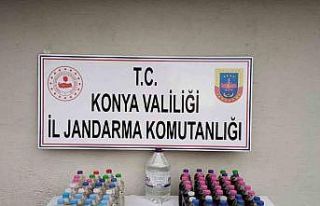 T.C.
KONYA VALİLİĞİ
İL JANDARMA KOMUTANLIĞI